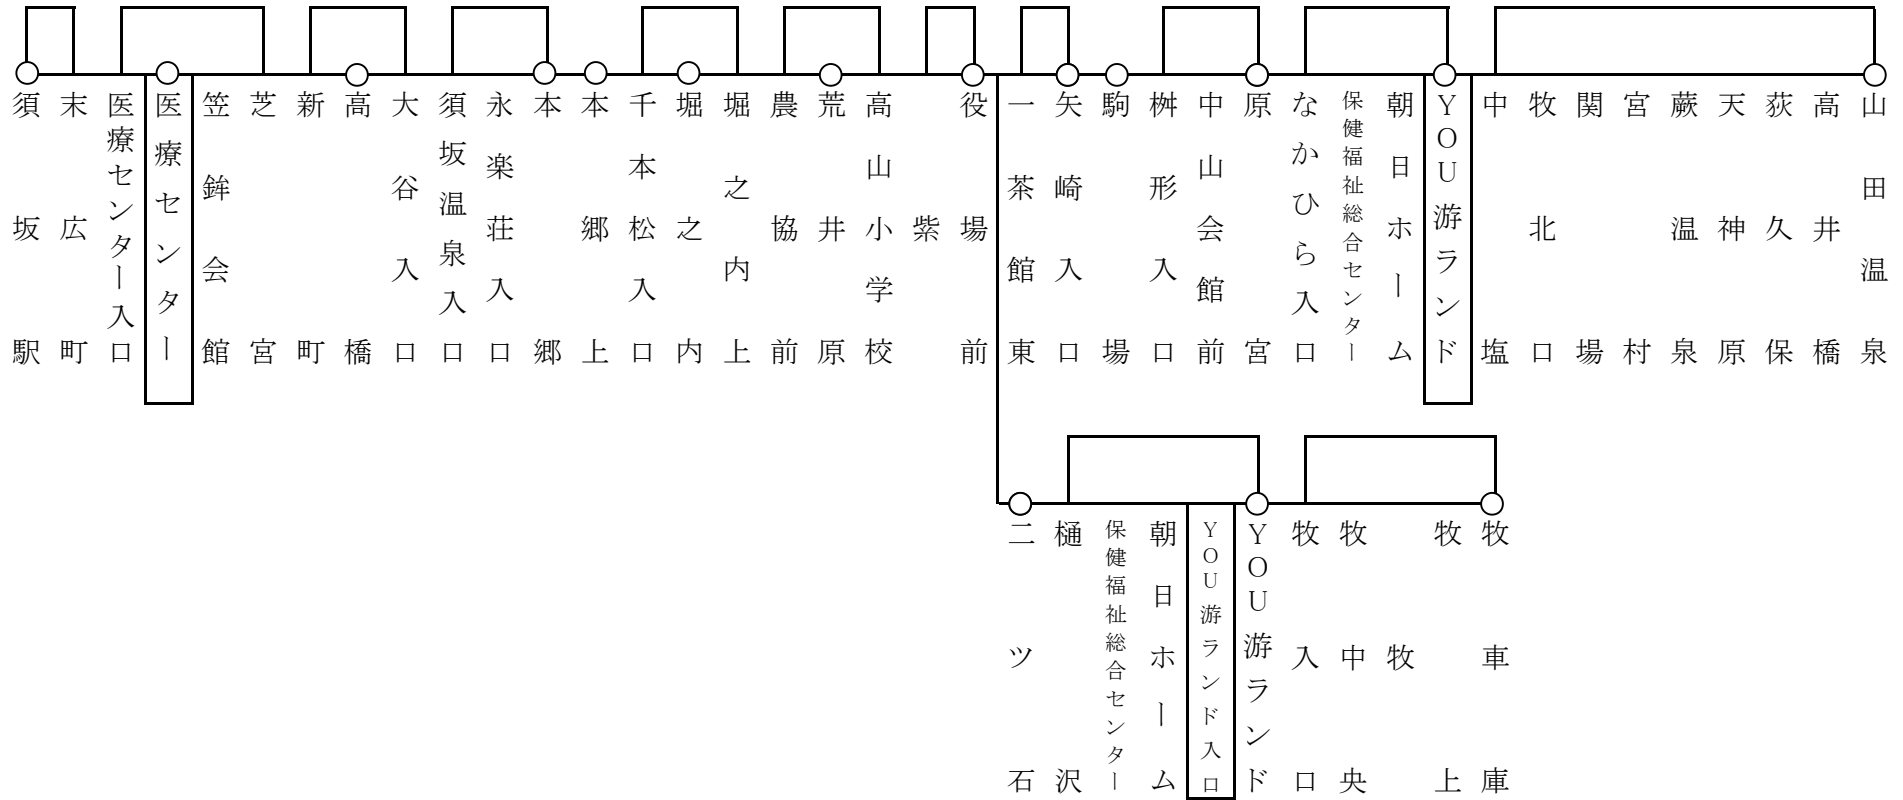 須坂駅
末広町
医療センター入口
医療センター
笠鉾会館
芝宮
新町
高橋
大谷入口
須坂温泉入口
永楽荘入口
本郷
本郷上
千本松入口
堀之内
堀之内上
農協前
荒井原
高山小学校
紫
役場前
一茶館東
矢崎入口
駒場
桝形入口
中山会館前
原宮
なかひら入口
保健福祉総合センター
朝日ホーム
YOU游ランド
中塩
牧北口
関場
宮村
蕨温泉
天神原
荻久保
高井橋
山田温泉
二ツ石
樋沢
保健福祉総合センター
朝日ホーム
YOU游ランド入口
YOU游ランド
牧入口
牧中央
牧
牧上
牧車庫